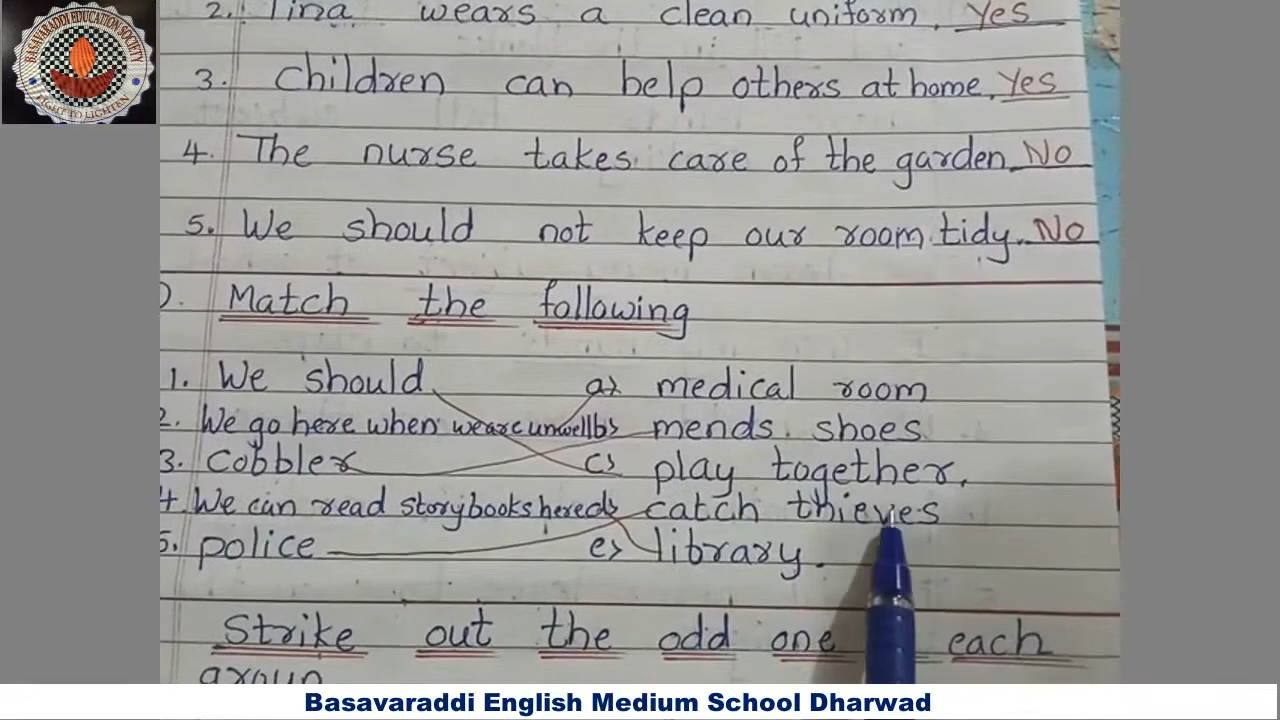 BASAVARADDI EDUCATION SOCIETY
2. Tina wears a clean uniform. Yes
3. Children can help others at home. Yes
4. The nurse takes care of the garden. No
5. We should not keep our room tidy. No
D. Match the following
1. We should a) medical room
2. We go here when we are unwell b) mends shoes
3. Cobbler c) play together.
4. We can read storybooks here d) catch thieves
5. police e) library.
Strike out the odd one each
group
Basavaraddi English Medium School Dharwad